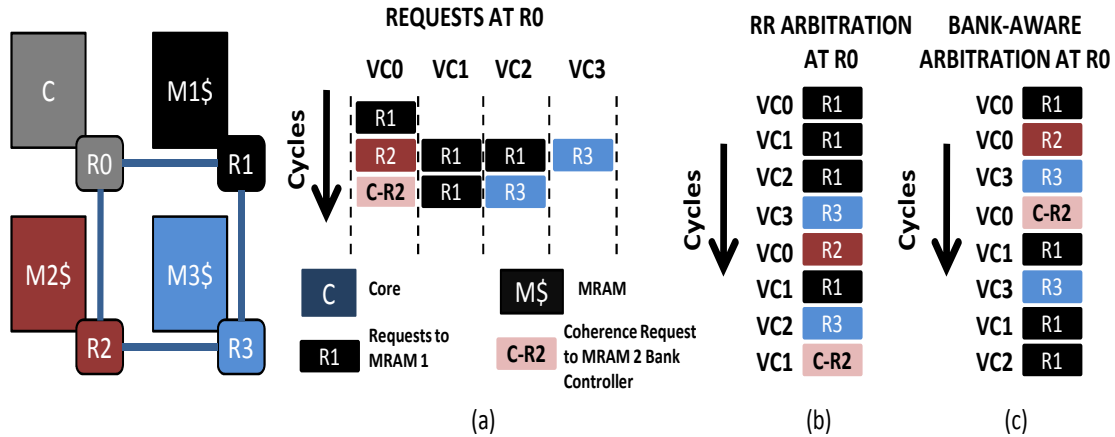 REQUESTS AT R0
VC0 VC1 VC2 VC3
Cycles
R1
R2 R1 R1 R3
C-R2 R1 R3
C M1$
R0 R1
M2$ M3$
R2 R3
C Core
M$ MRAM
R1 Requests to
MRAM 1
C-R2 Coherence Request
to MRAM 2 Bank
Controller
(a)
RR ARBITRATION
AT R0
Cycles
VC0 R1
VC1 R1
VC2 R1
VC3 R3
VC0 R2
VC1 R1
VC2 R3
VC1 C-R2
(b)
BANK-AWARE
ARBITRATION AT R0
Cycles
VC0 R1
VC0 R2
VC3 R3
VC0 C-R2
VC1 R1
VC3 R3
VC1 R1
VC2 R1
(c)